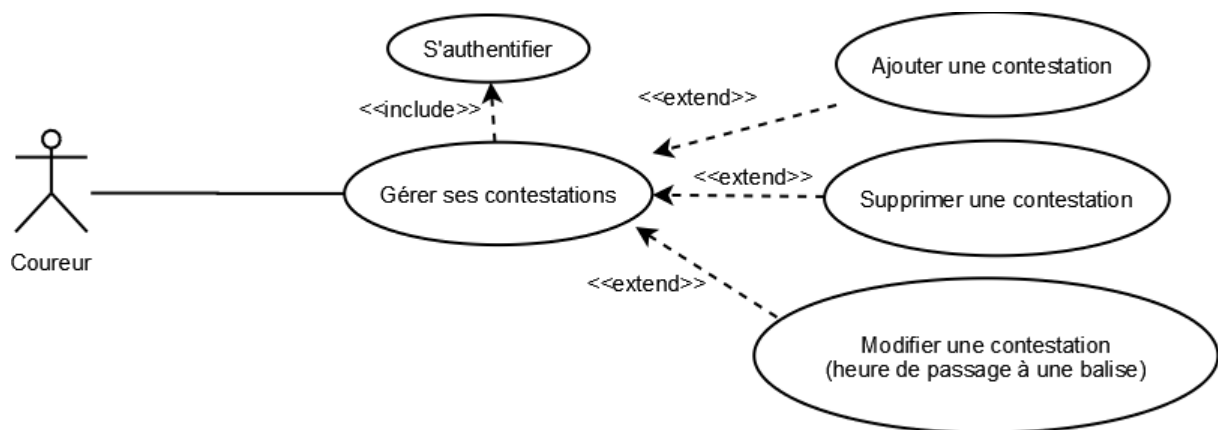 S'authentifier
Ajouter une contestation
<<extend>>
<<include>>
Gérer ses contestations
<<extend>>
Supprimer une contestation
Coureur
<<extend>>
Modifier une contestation
(heure de passage à une balise)